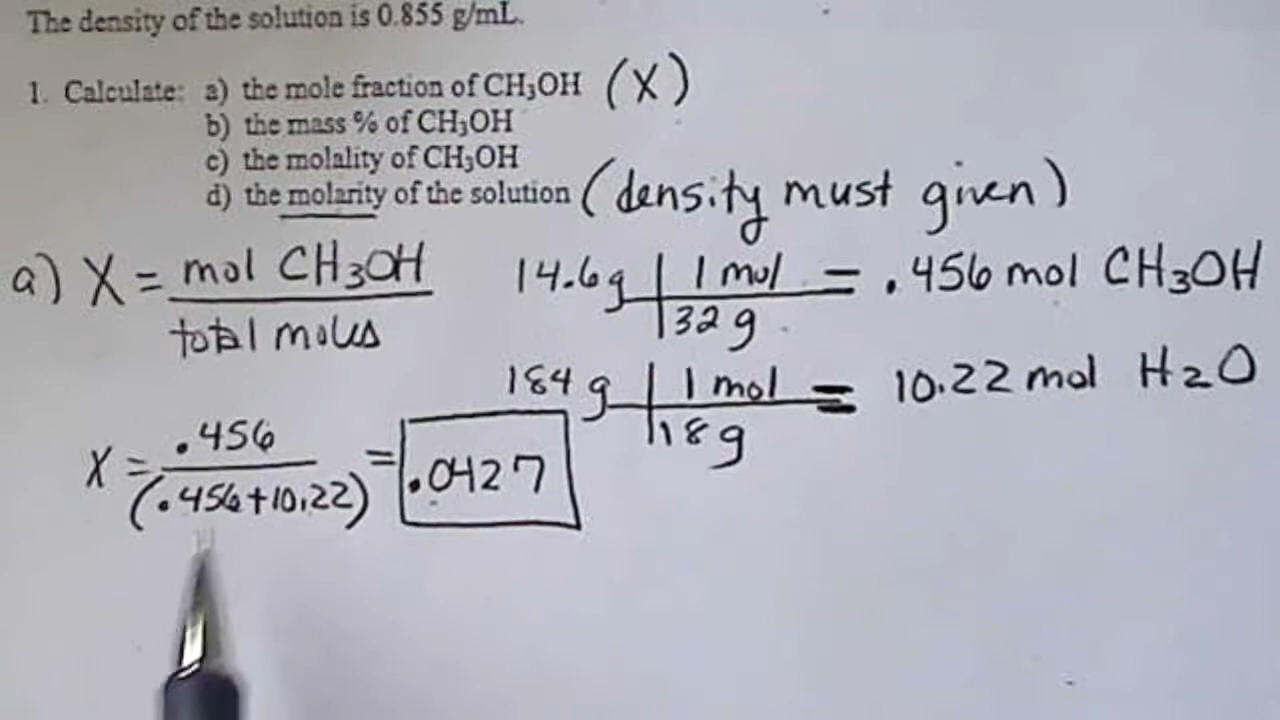 The density of the solution is 0.855 g/mL.
1. Calculate: a) the mole fraction of CH₃OH (X)
b) the mass % of CH₃OH
c) the molality of CH₃OH
d) the molarity of the solution (density must given)
a) X = mol CH₃OH
total moles
14.6g | 1 mol = .456 mol CH₃OH
32 g
184 g | 1 mol = 10.22 mol H₂O
18 g
X = .456 = .0427
(.456+10.22)